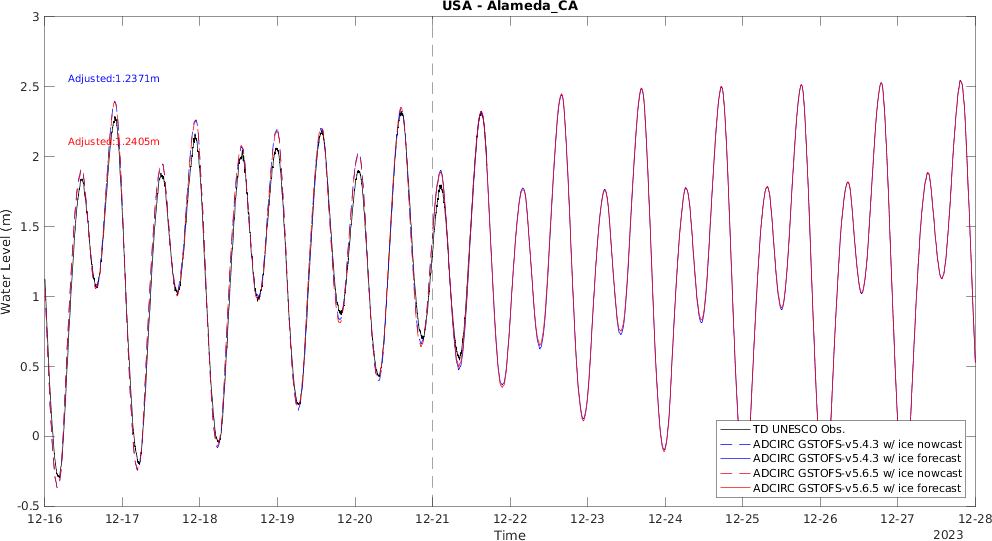 USA - Alameda_CA
3
2.5
2
1.5
1
0.5
0
-0.5
Water Level (m)
Adjusted:1.2371m
Adjusted:1.2405m
TD UNESCO Obs.
ADCIRC GSTOFS-v5.4.3 w/ ice nowcast
ADCIRC GSTOFS-v5.4.3 w/ ice forecast
ADCIRC GSTOFS-v5.6.5 w/ ice nowcast
ADCIRC GSTOFS-v5.6.5 w/ ice forecast
12-16 12-17 12-18 12-19 12-20 12-21 12-22 12-23 12-24 12-25 12-26 12-27 12-28
Time
2023